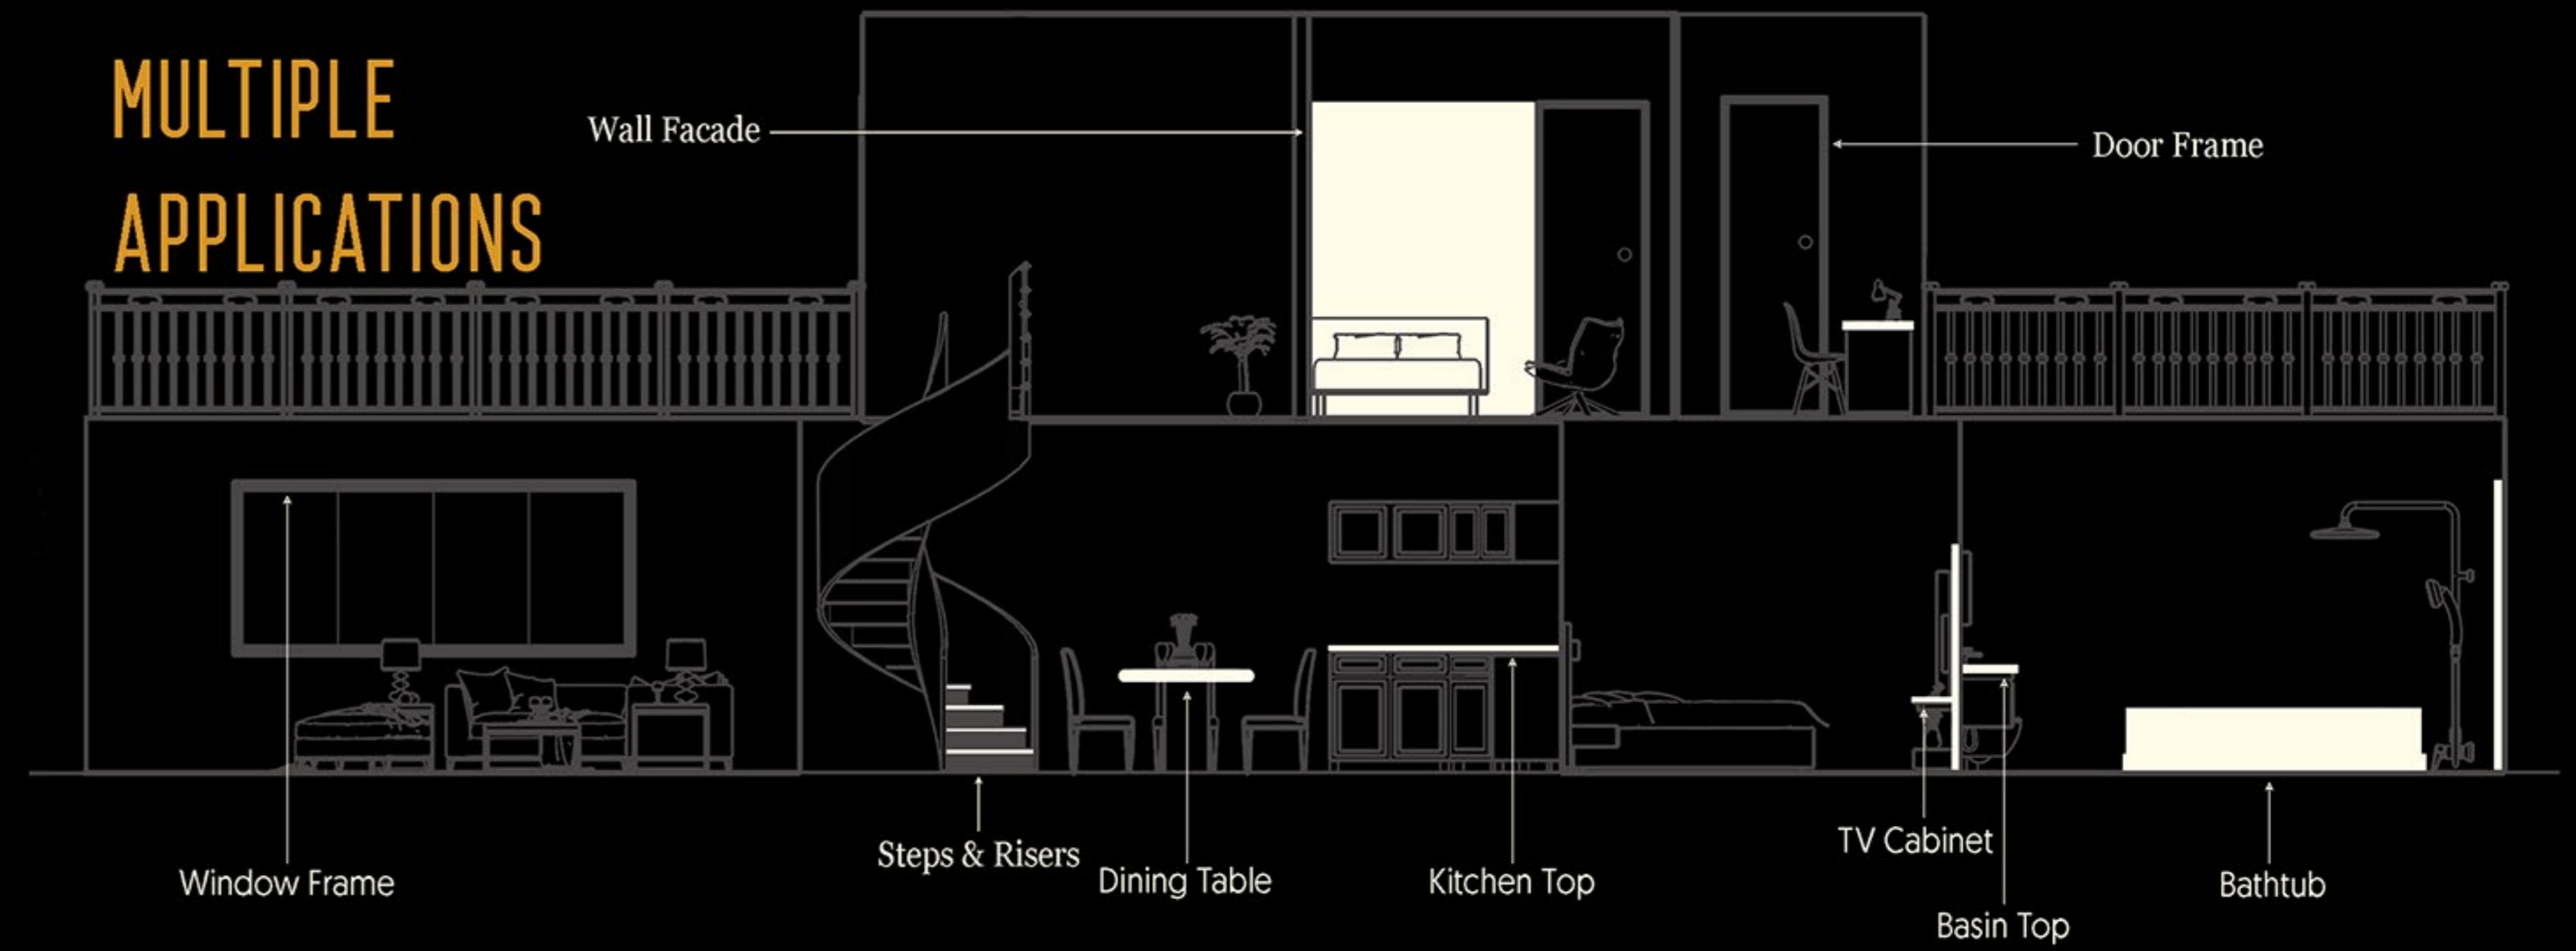 MULTIPLE
APPLICATIONS
Wall Facade
Door Frame
Window Frame
Steps & Risers
Dining Table
Kitchen Top
TV Cabinet
Basin Top
Bathtub